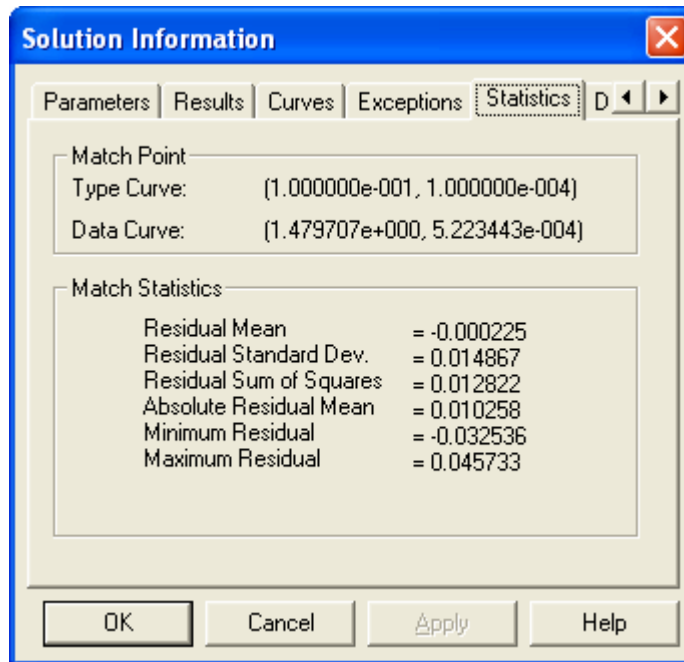 Solution Information
Parameters Results Curves Exceptions Statistics D
Match Point
Type Curve: (1.000000e-001, 1.000000e-004)
Data Curve: (1.479707e+000, 5.223443e-004)
Match Statistics
Residual Mean = -0.000225
Residual Standard Dev. = 0.014867
Residual Sum of Squares = 0.012822
Absolute Residual Mean = 0.010258
Minimum Residual = -0.032536
Maximum Residual = 0.045733
OK Cancel Apply Help